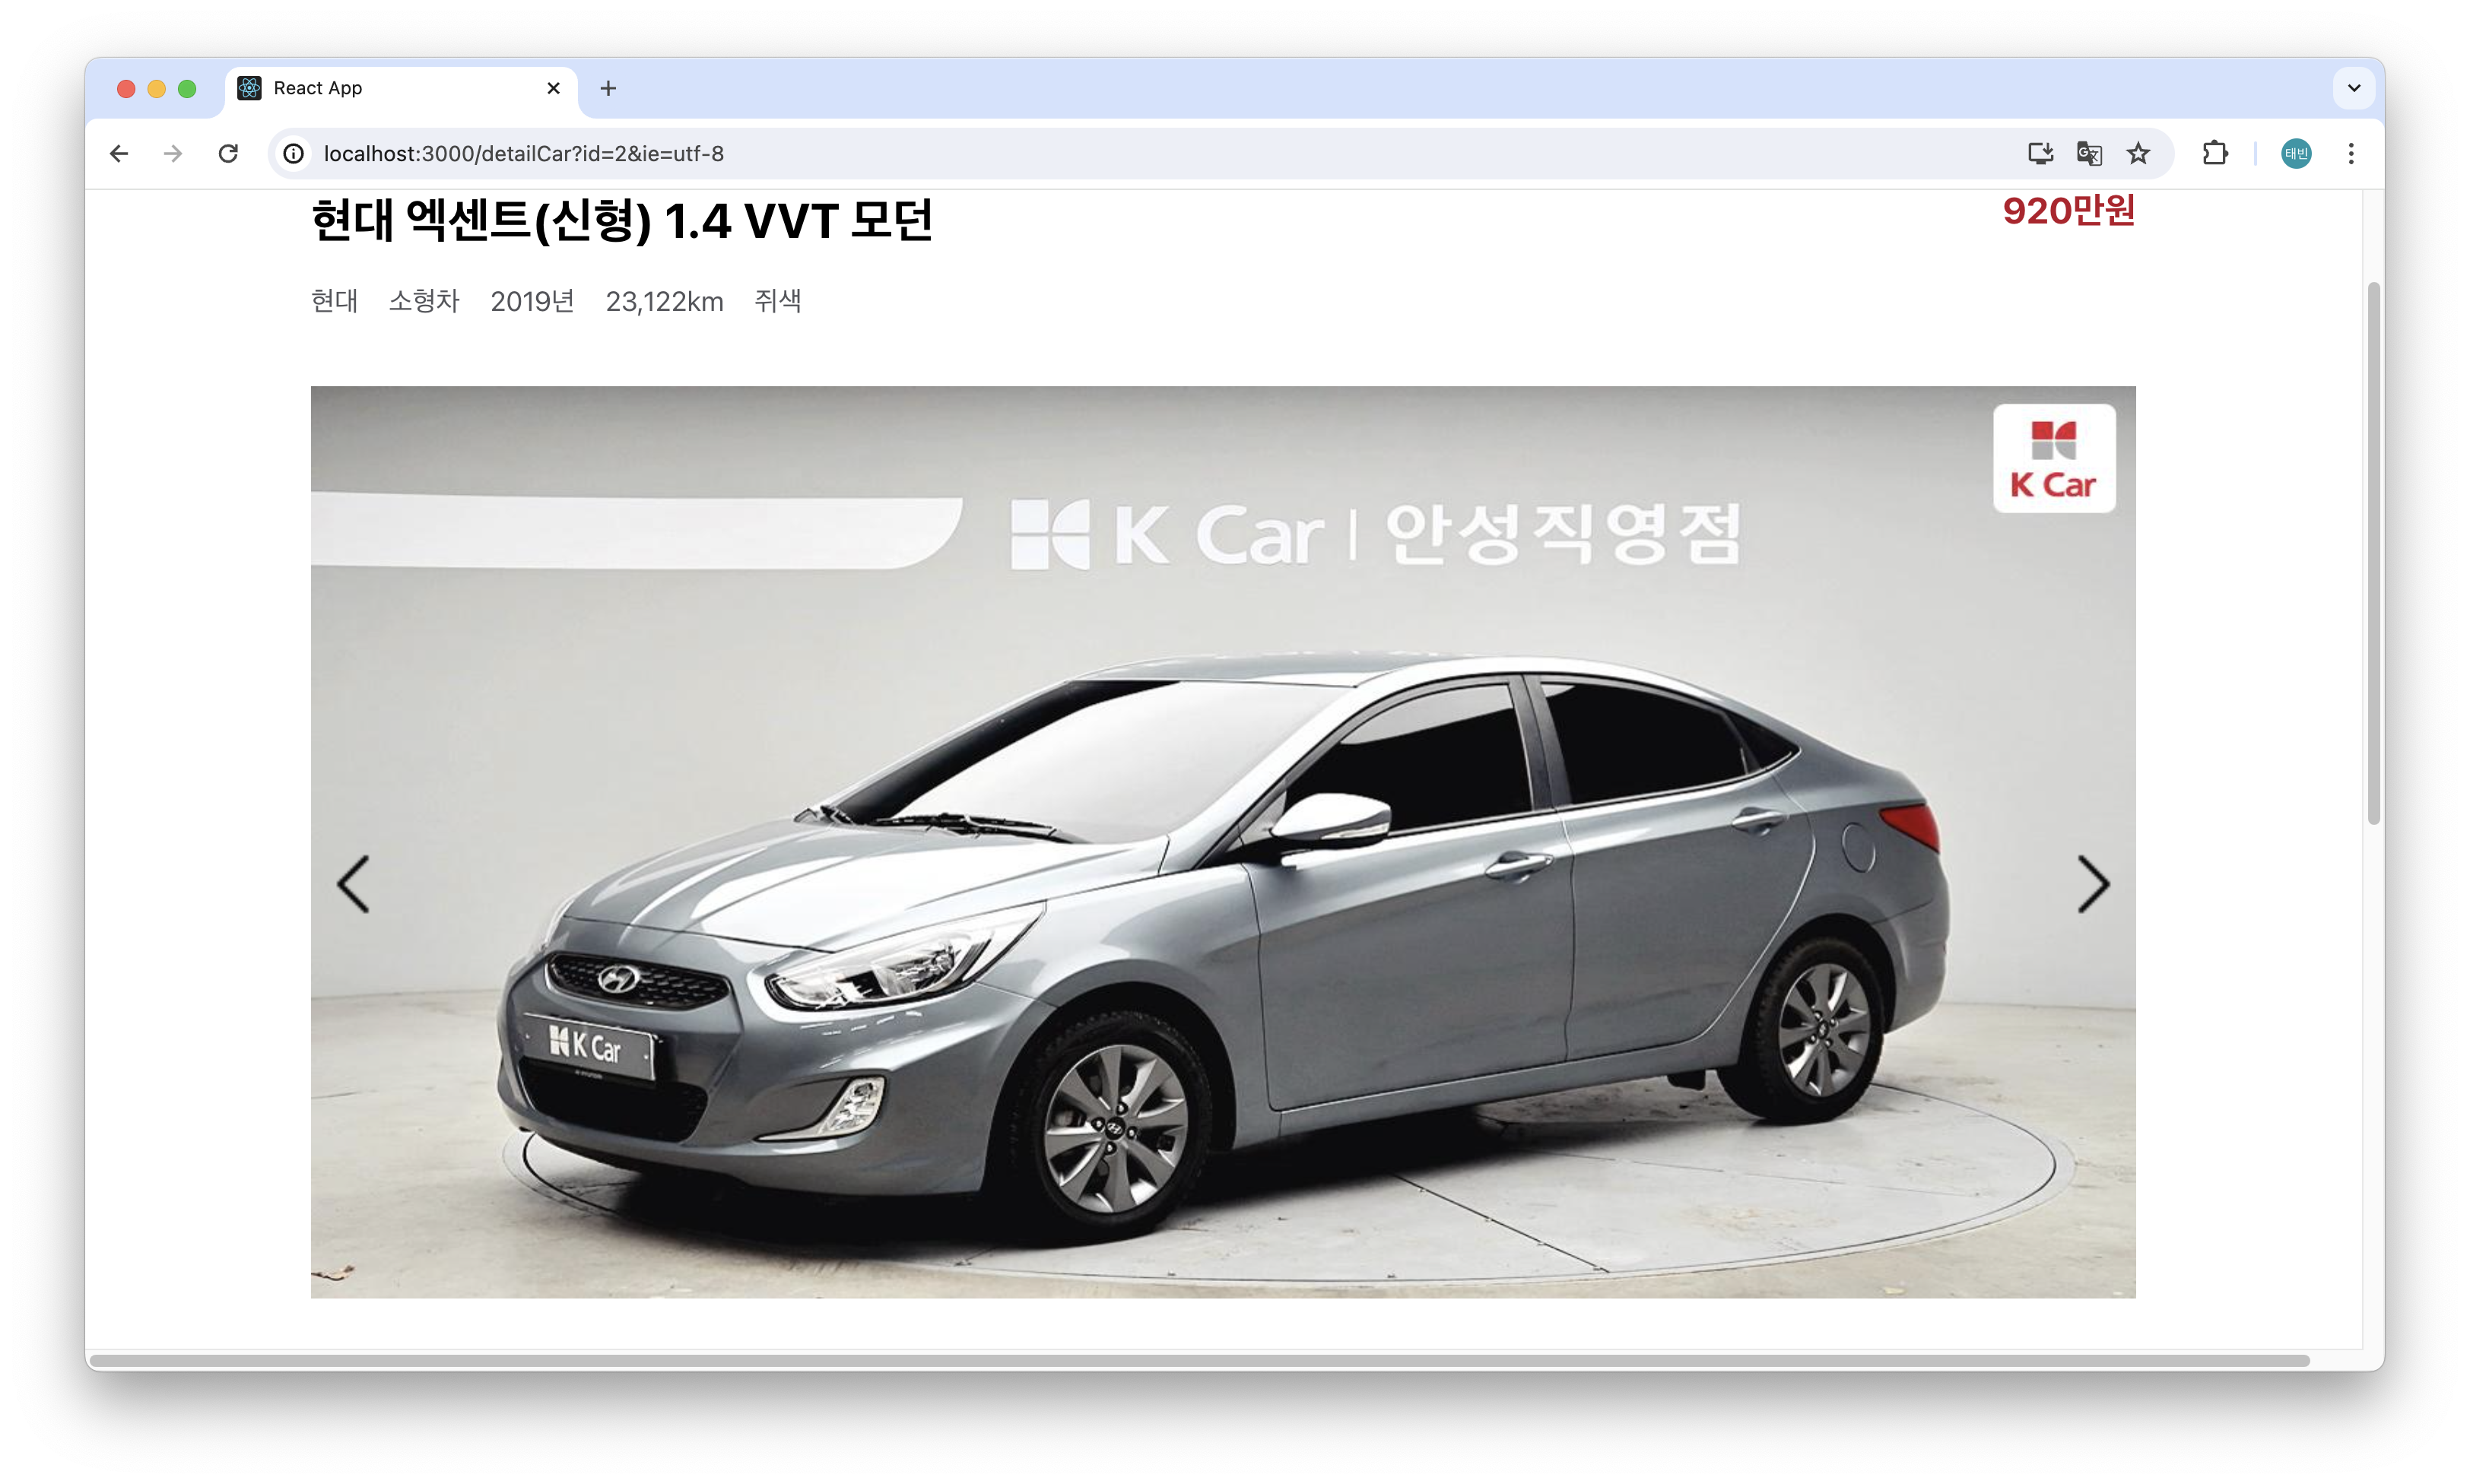 React App
localhost:3000/detailCar?id=2&ie=utf-8
태빈
현대 엑센트(신형) 1.4 VVT 모던
920만원
현대 소형차 2019년 23,122km 쥐색
K Car
K Car | 안성직영점
K Car